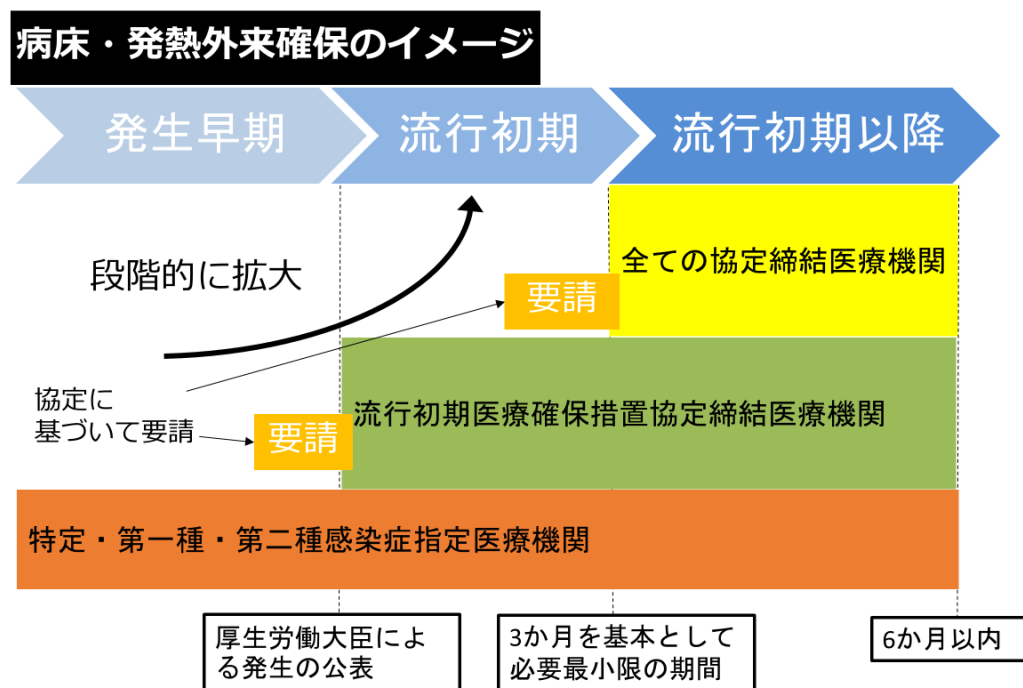 病床・発熱外来確保のイメージ
発生早期
流行初期
流行初期以降
段階的に拡大
全ての協定締結医療機関
要請
協定に
基づいて要請
要請
流行初期医療確保措置協定締結医療機関
特定・第一種・第二種感染症指定医療機関
厚生労働大臣によ
る発生の公表
3か月を基本として
必要最小限の期間
6か月以内